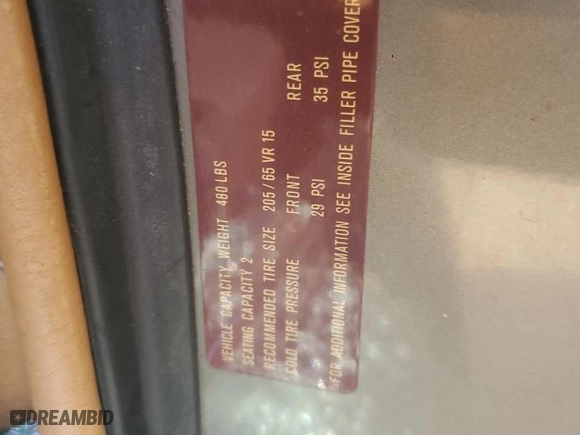 VEHICLE CAPACITY WEIGHT 480 LBS
SEATING CAPACITY 2
RECOMMENDED TIRE SIZE 205/65 VR 15
COLD TIRE PRESSURE FRONT REAR
29 PSI 35 PSI
FOR ADDITIONAL INFORMATION SEE INSIDE FILLER PIPE COVER
DREAMBID